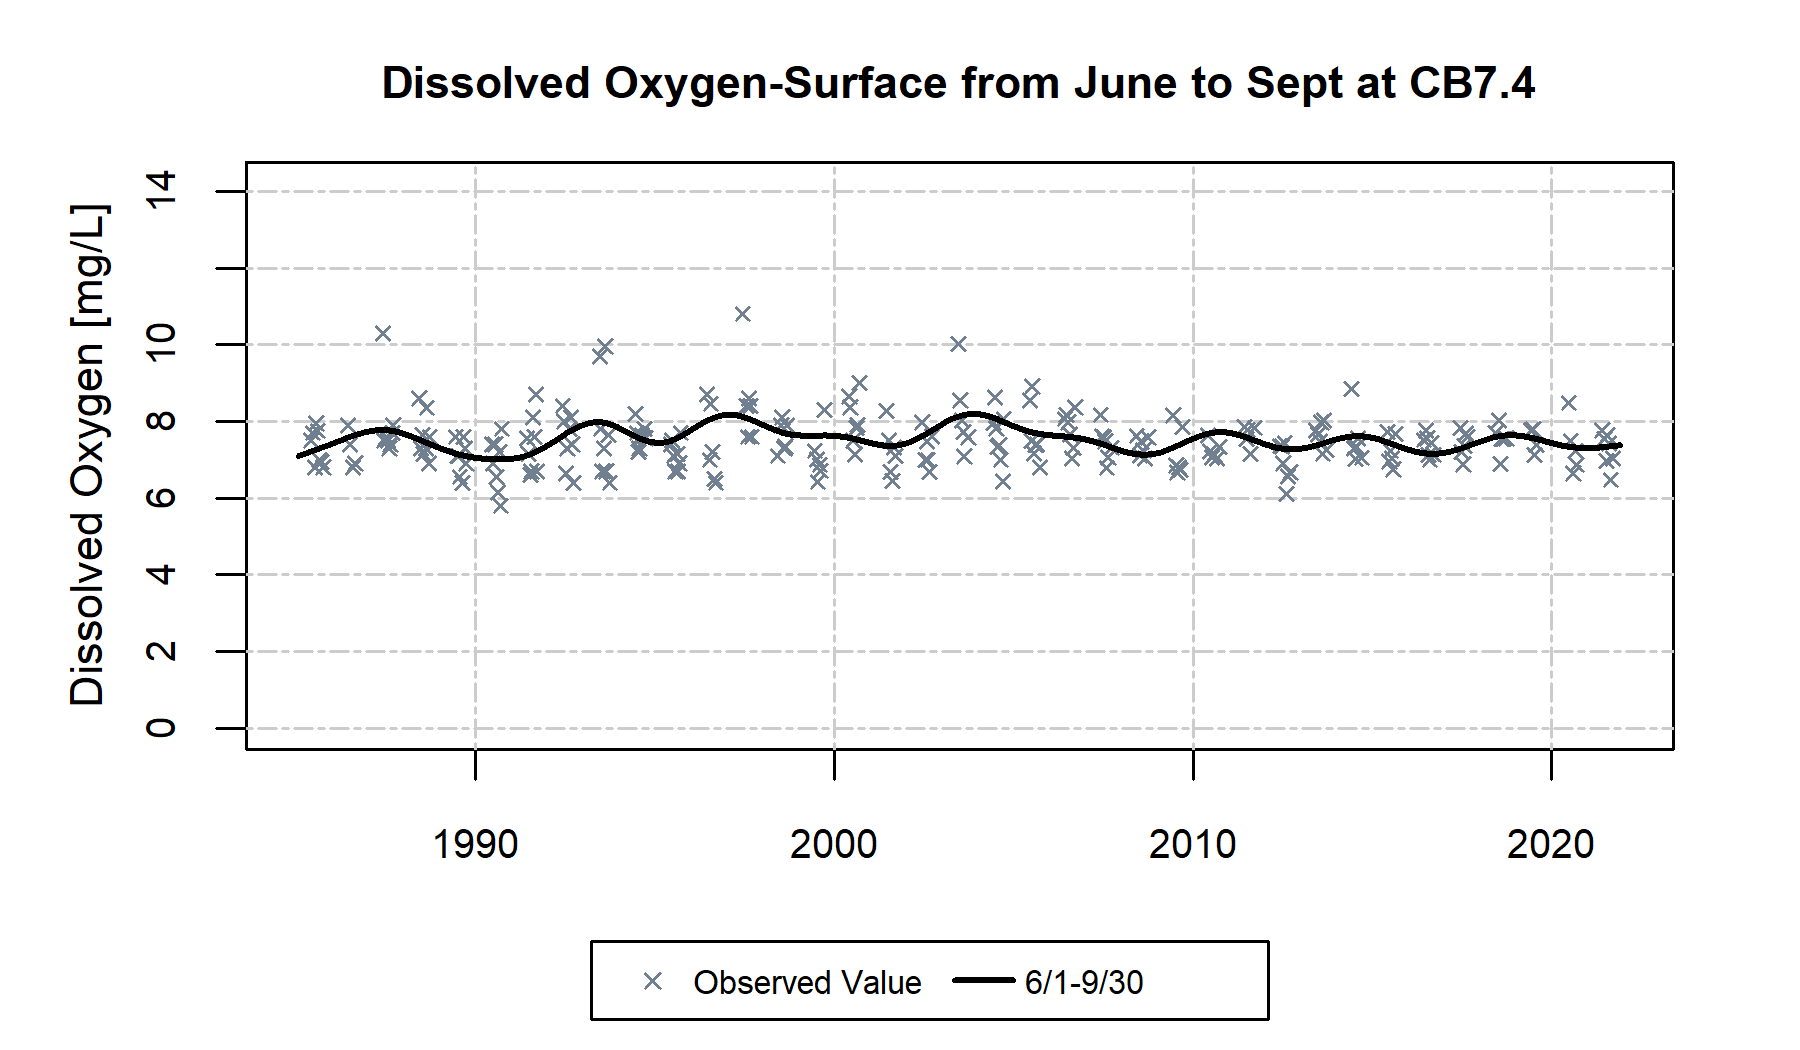 Dissolved Oxygen-Surface from June to Sept at CB7.4
Dissolved Oxygen [mg/L]
14
10
8
6
4
2
0
1990 2000 2010 2020
Observed Value 6/1-9/30